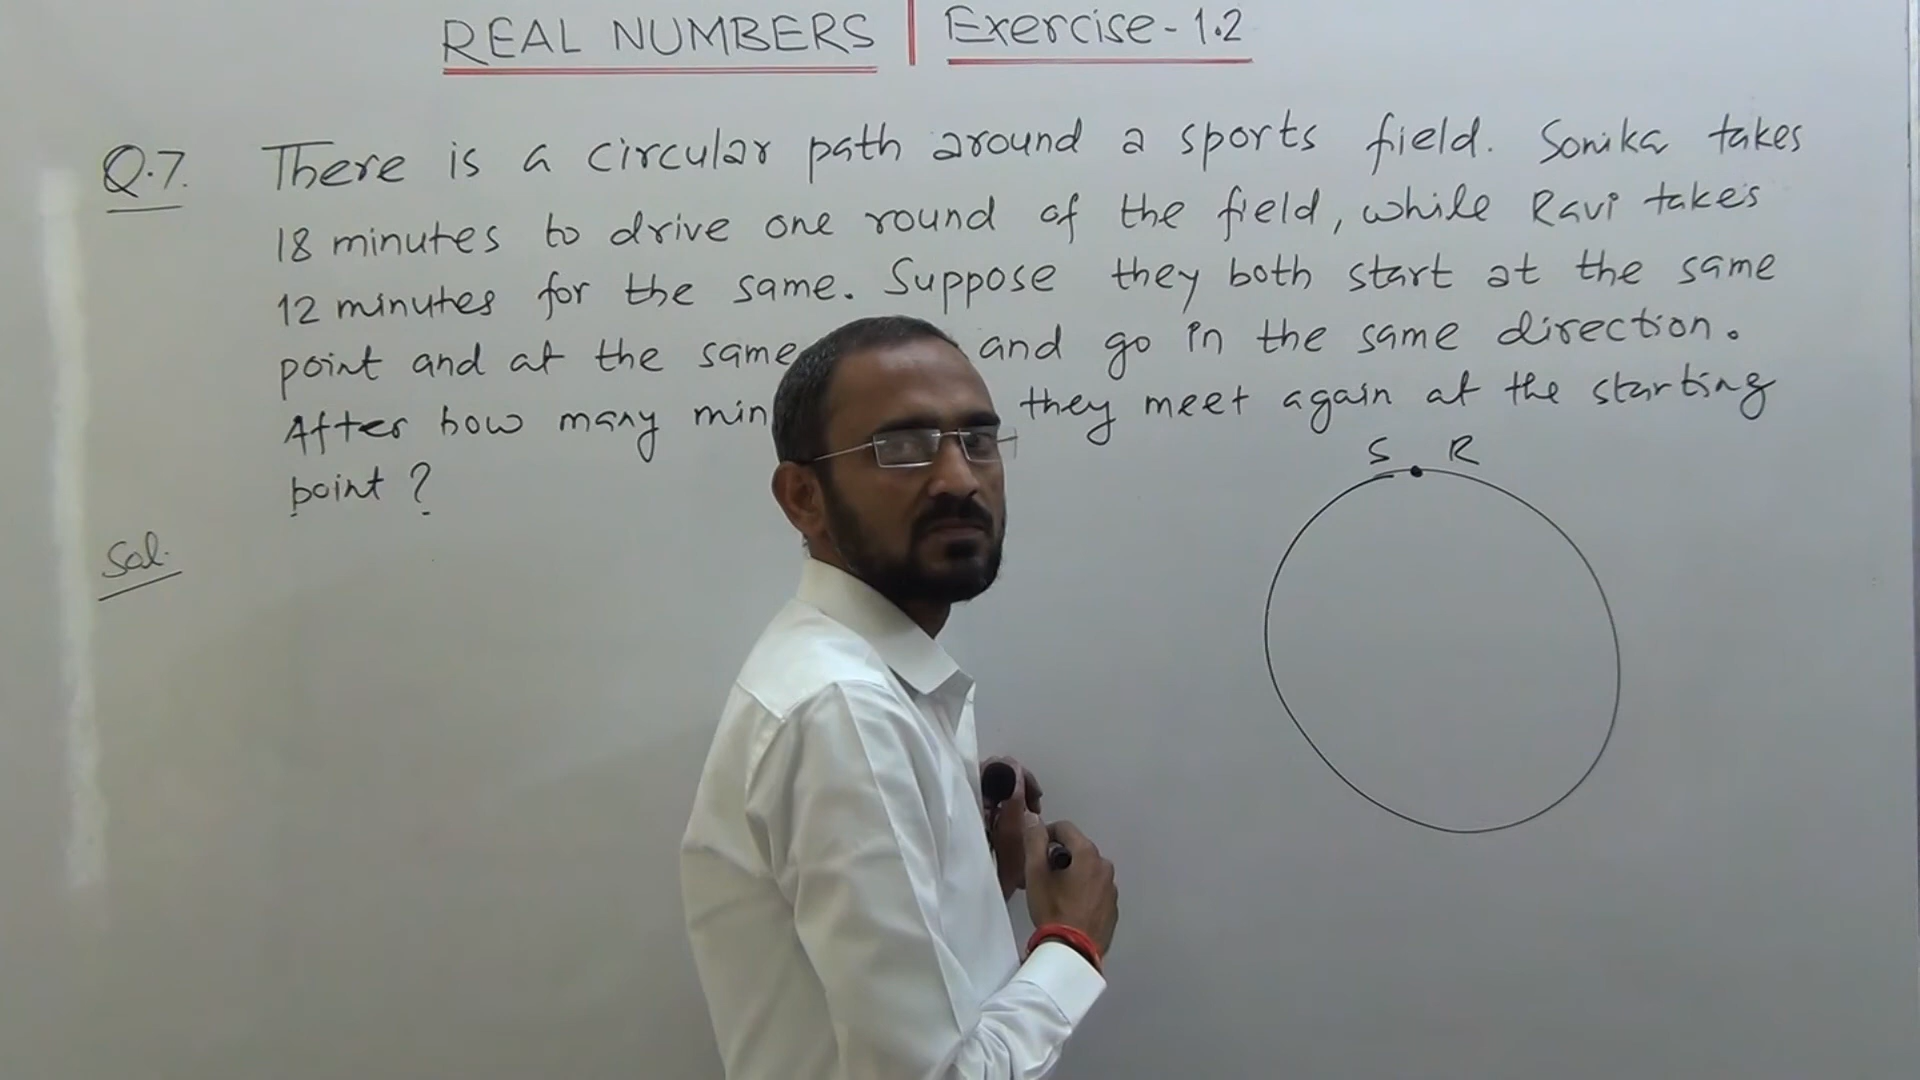 REAL NUMBERS | Exercise-1.2
Q.7. There is a circular path around a sports field. Sonika takes
18 minutes to drive one round of the field, while Ravi takes
12 minutes for the same. Suppose they both start at the same
point and at the same and go in the same direction.
After how many min they meet again at the starting
point ?
S R
Sol.